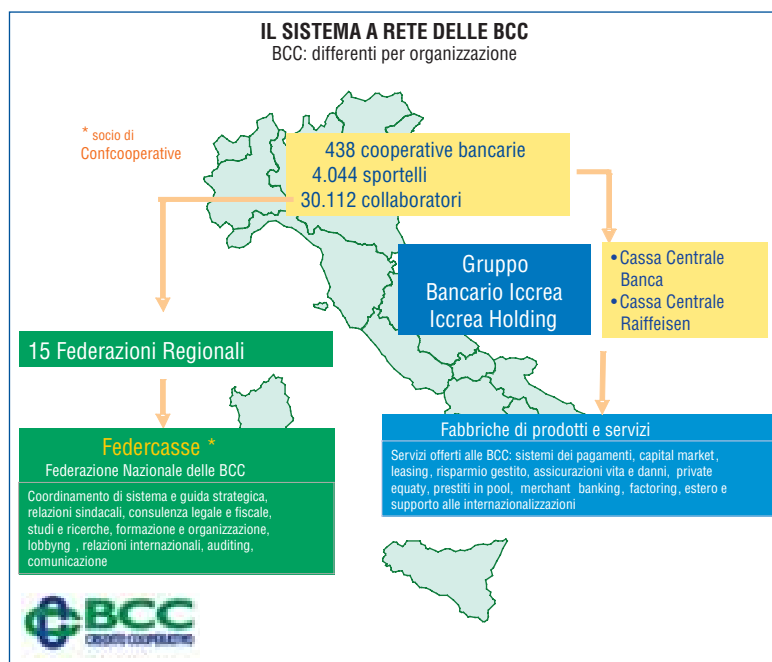 IL SISTEMA A RETE DELLE BCC
BCC: differenti per organizzazione
* socio di
Confcooperative
438 cooperative bancarie
4.044 sportelli
30.112 collaboratori
Gruppo
Bancario Iccrea
Iccrea Holding
•Cassa Centrale
Banca
•Cassa Centrale
Raiffeisen
15 Federazioni Regionali
Federcasse *
Federazione Nazionale delle BCC
Coordinamento di sistema e guida strategica,
relazioni sindacali, consulenza legale e fiscale,
studi e ricerche, formazione e organizzazione,
lobbyng , relazioni internazionali, auditing,
comunicazione
Fabbriche di prodotti e servizi
Servizi offerti alle BCC: sistemi dei pagamenti, capital market,
leasing, risparmio gestito, assicurazioni vita e danni, private
equaty, prestiti in pool, merchant banking, factoring, estero e
supporto alle internazionalizzazioni
BCC
CREDITO COOPERATIVO